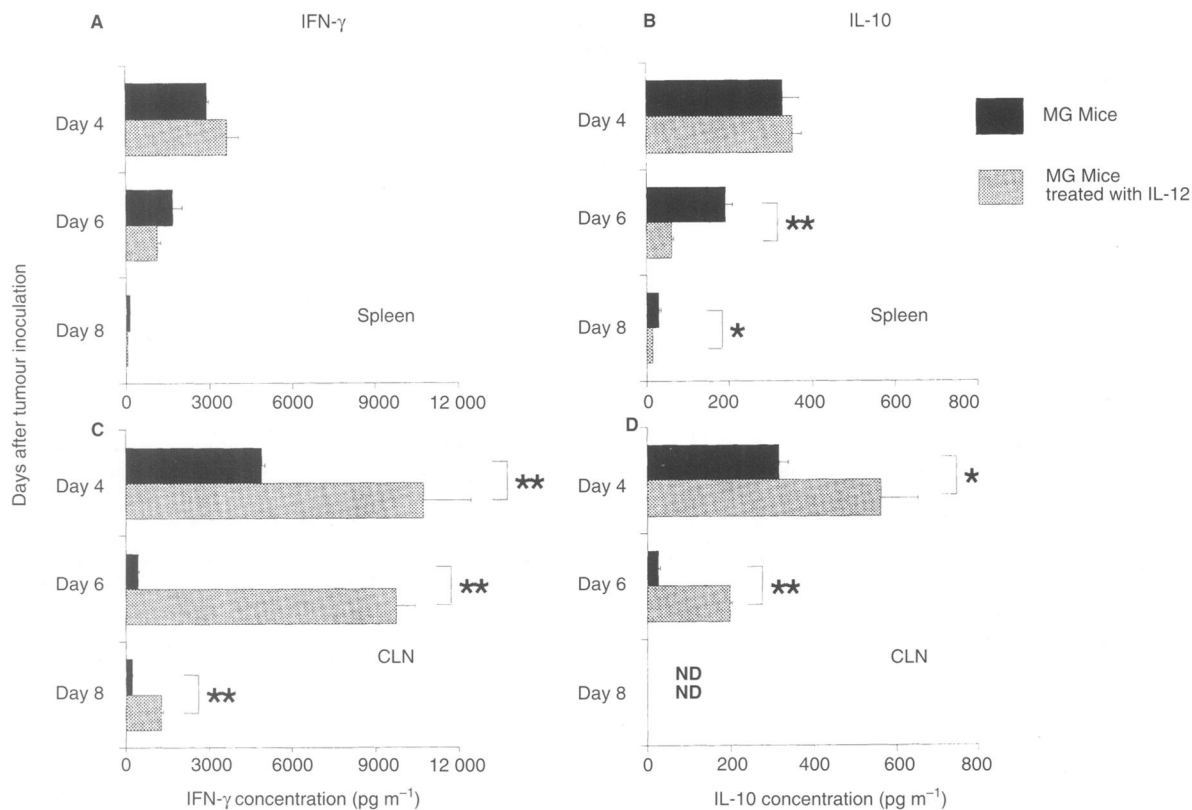 A
IFN-γ
B
IL-10
Day 4
Day 6
Day 8
Spleen
0 3000 6000 9000 12 000
Day 4
Day 6
**
Day 8
*
Spleen
0 200 400 600 800
MG Mice
MG Mice
treated with IL-12
Days after tumour inoculation
C
Day 4
**
Day 6
**
CLN
Day 8
**
0 3000 6000 9000 12 000
IFN-γ concentration (pg m⁻¹)
D
Day 4
*
Day 6
**
CLN
Day 8
ND
ND
0 200 400 600 800
IL-10 concentration (pg m⁻¹)